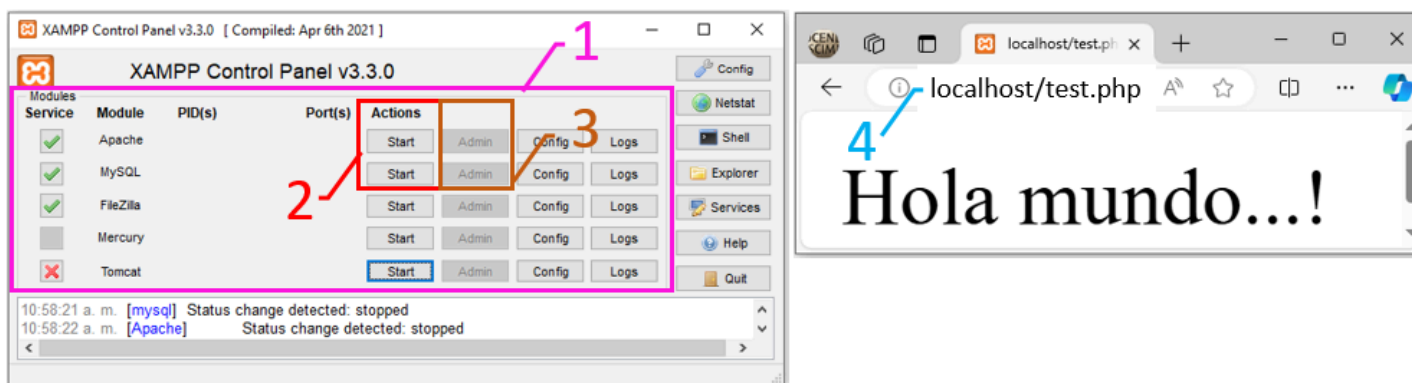 XAMPP Control Panel v3.3.0 [ Compiled: Apr 6th 2021 ]
1
XAMPP Control Panel v3.3.0
Config
Modules
Service Module PID(s) Port(s) Actions
Netstat
Apache Start Admin Config Logs
3
Shell
MySQL Start Admin Config Logs
Explorer
2
FileZilla Start Admin Config Logs
Services
Mercury Start Admin Config Logs
Help
Tomcat Start Admin Config Logs
Quit
10:58:21 a. m. [mysql] Status change detected: stopped
10:58:22 a. m. [Apache] Status change detected: stopped
localhost/test.ph
localhost/test.php
4
Hola mundo...!